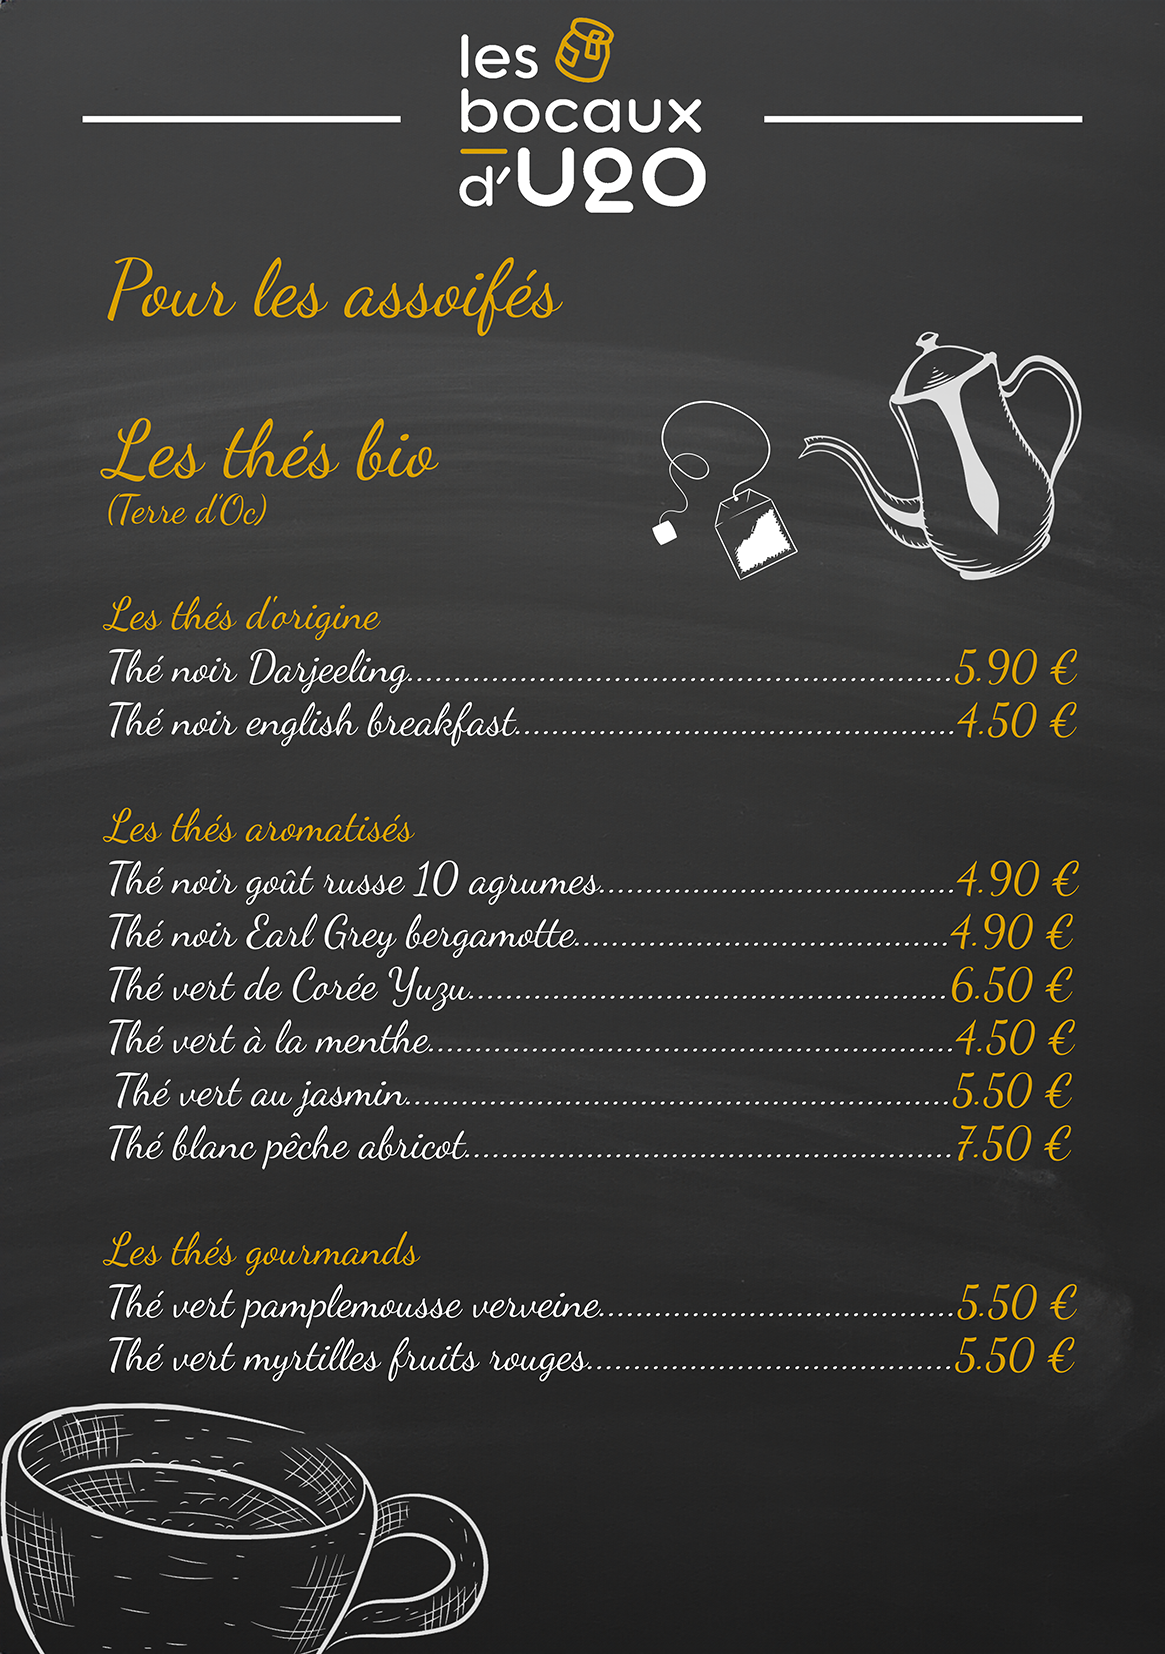 les
bocaux
d'UgO
Pour les assoifés
Les thés bio
(Terre d'Oc)
Les thés d'origine
Thé noir Darjeeling................................................5.90 €
Thé noir english breakfast.......................................4.50 €
Les thés aromatisés
Thé noir goût russe 10 agrumes................................4.90 €
Thé noir Earl Grey bergamotte.................................4.90 €
Thé vert de Corée Yuzu..........................................6.50 €
Thé vert à la menthe..............................................4.50 €
Thé vert au jasmin................................................5.50 €
Thé blanc pêche abricot...........................................7.50 €
Les thés gourmands
Thé vert pamplemousse verveine................................5.50 €
Thé vert myrtilles fruits rouges.................................5.50 €